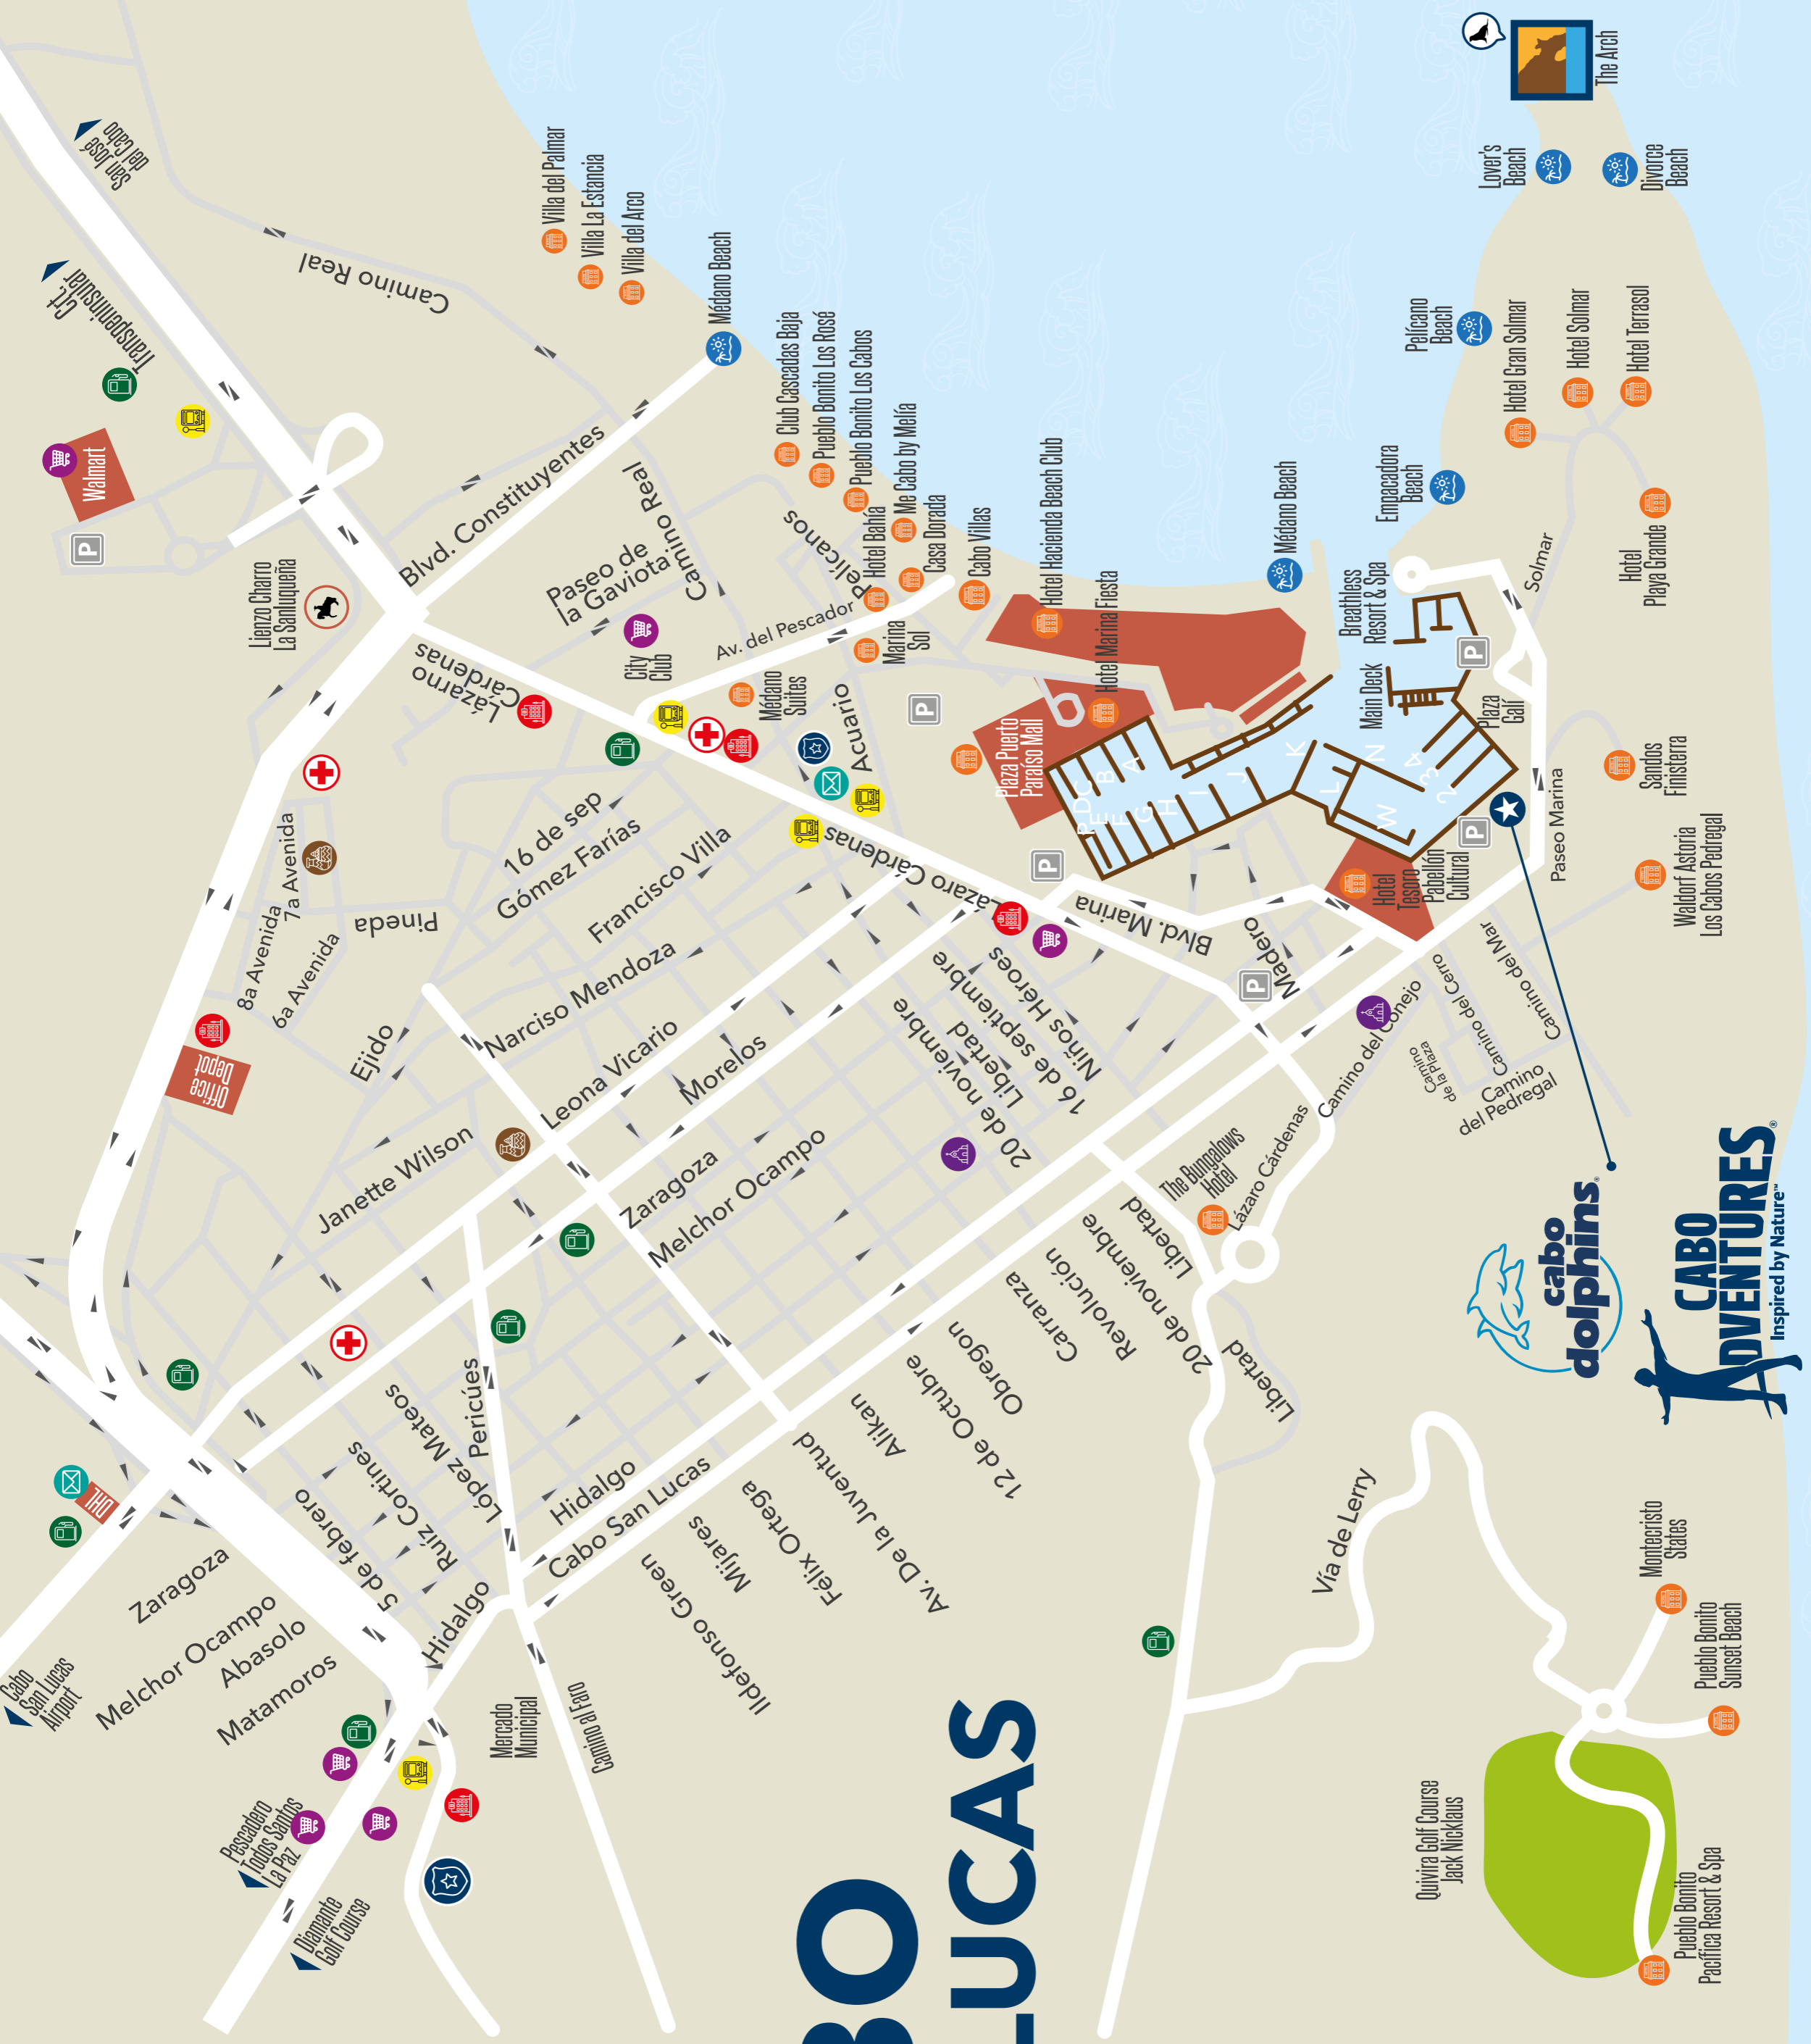 The Arch
Lover's
Beach
Divorce
Beach
San José
del Cabo
Crt.
Transpeninsular
Camino Real
Villa del Palmar
Villa La Estancia
Villa del Arco
Médano Beach
Walmart
P
Lienzo Charro
La Sanluqueña
Blvd. Constituyentes
Camino Real
Paseo de
la Gaviota
City
Club
Pelícanos
Club Cascadas Baja
Pueblo Bonito Los Rosé
Pueblo Bonito Los Cabos
Me Cabo by Melía
Hotel Bahía
Casa Dorada
Cabo Villas
Av. del Pescador
Marina
Sol
Médano
Suites
Acuario
P
Lázarno
Cárdenas
Hotel Hacienda Beach Club
Hotel Marina Fiesta
Plaza Puerto
Paraíso Mall
Médano Beach
Pelícano
Beach
Empacadora
Beach
Hotel Gran Solmar
Hotel Solmar
Hotel Terrasol
Hotel
Playa Grande
Solmar
Breathless
Resort & Spa
Main Deck
Plaza
Galí
P
A
B
C
D
P
E
F
G
H
I
J
K
L
N
W
4
3
2
P
Pabellón
Cultural
Hotel
Tesoro
Paseo Marina
Sandos
Finisterra
Waldorf Astoria
Los Cabos Pedregal
P
Lázaro Cárdenas
Blvd. Marina
Madero
P
7a Avenida
8a Avenida
6a Avenida
Pineda
16 de sep
Gómez Farías
Francisco Villa
Narciso Mendoza
Ejido
Office
Depot
Leona Vicario
Morelos
Janette Wilson
Zaragoza
Melchor Ocampo
Niños Héroes
16 de septiembre
Libertad
20 de noviembre
Camino del Mar
Camino del Cerro
Camino
de la Plaza
Camino
del Pedregal
Camino del Conejo
Lázaro Cárdenas
The Bungalows
Hotel
Libertad
20 de noviembre
Revolución
Carranza
Obregon
12 de Octubre
Alikan
Av. De la Juventud
Felix Ortega
Mijares
Ildefonso Green
Libertad
Pericúes
López Mateos
Ruíz Cortines
5 de febrero
Hidalgo
Cabo San Lucas
DHL
Zaragoza
Melchor Ocampo
Abasolo
Matamoros
Hidalgo
Cabo
San Lucas
Airport
Mercado
Municipal
Camino al Faro
Pescadero
Todos Santos
La Paz
Diamante
Golf Course
cabo
dolphins®
CABO
ADVENTURES®
Inspired by Nature™
Vía de Lerry
Montecristo
States
Pueblo Bonito
Sunset Beach
Quivira Golf Course
Jack Nicklaus
Pueblo Bonito
Pacífica Resort & Spa
BO
LUCAS